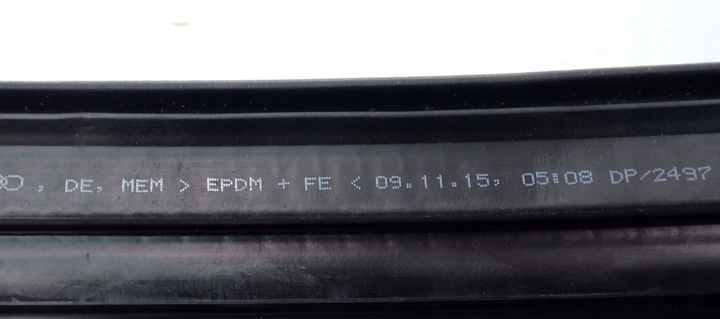 , DE, MEM > EPDM + FE < 09.11.15, 05:08 DP/2497